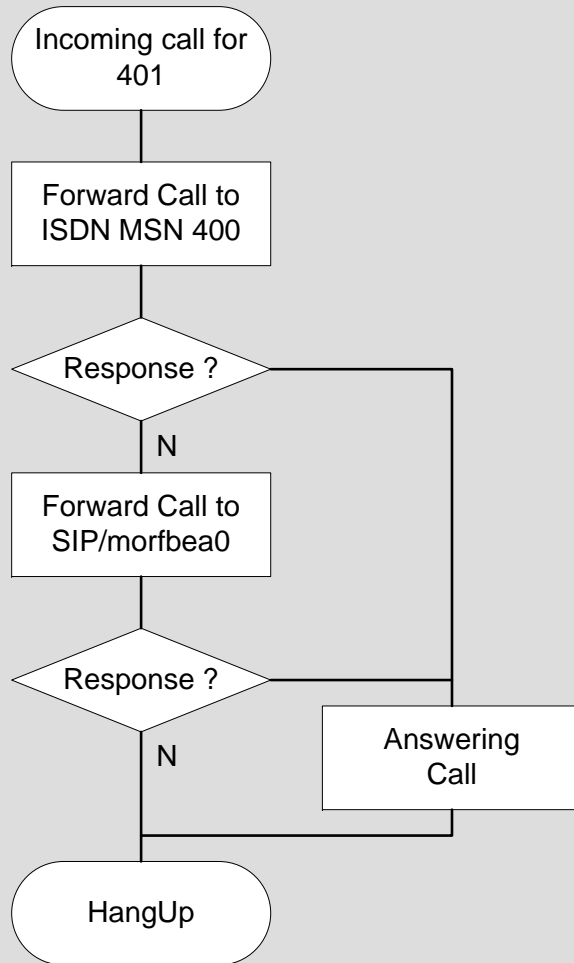 Incoming call for
401
Forward Call to
ISDN MSN 400
Response ?
N
Forward Call to
SIP/morfbea0
Response ?
N
Answering
Call
HangUp